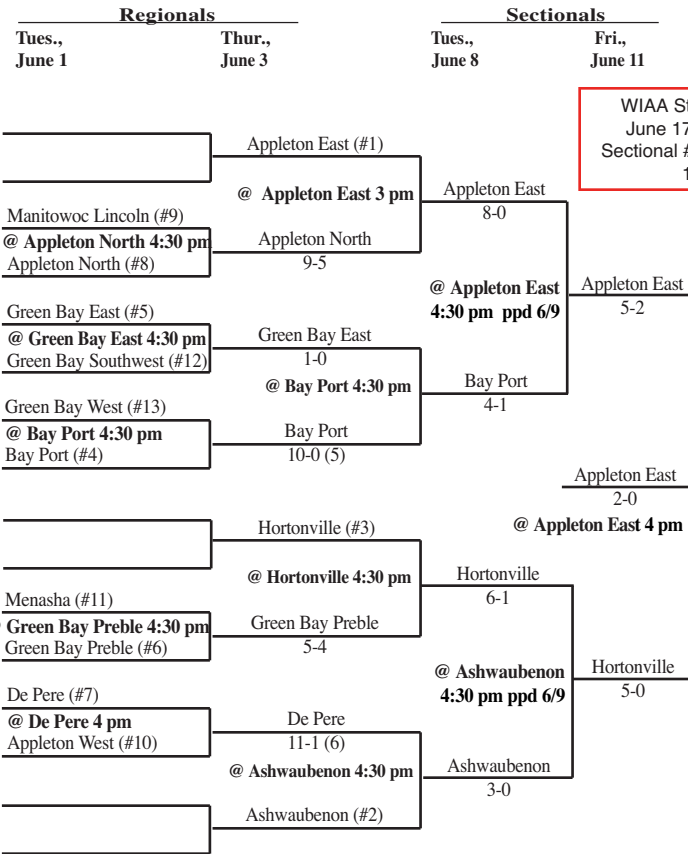 Regionals
Sectionals
Tues.,
June 1
Thur.,
June 3
Tues.,
June 8
Fri.,
June 11
WIAA St
June 17
Sectional #
1
Appleton East (#1)
@ Appleton East 3 pm
Appleton East
8-0
Manitowoc Lincoln (#9)
@ Appleton North 4:30 pm
Appleton North (#8)
Appleton North
9-5
@ Appleton East
4:30 pm ppd 6/9
Appleton East
5-2
Green Bay East (#5)
@ Green Bay East 4:30 pm
Green Bay Southwest (#12)
Green Bay East
1-0
@ Bay Port 4:30 pm
Bay Port
4-1
Green Bay West (#13)
@ Bay Port 4:30 pm
Bay Port (#4)
Bay Port
10-0 (5)
Appleton East
2-0
@ Appleton East 4 pm
Hortonville (#3)
@ Hortonville 4:30 pm
Hortonville
6-1
Menasha (#11)
Green Bay Preble 4:30 pm
Green Bay Preble (#6)
Green Bay Preble
5-4
@ Ashwaubenon
4:30 pm ppd 6/9
Hortonville
5-0
De Pere (#7)
@ De Pere 4 pm
Appleton West (#10)
De Pere
11-1 (6)
@ Ashwaubenon 4:30 pm
Ashwaubenon
3-0
Ashwaubenon (#2)